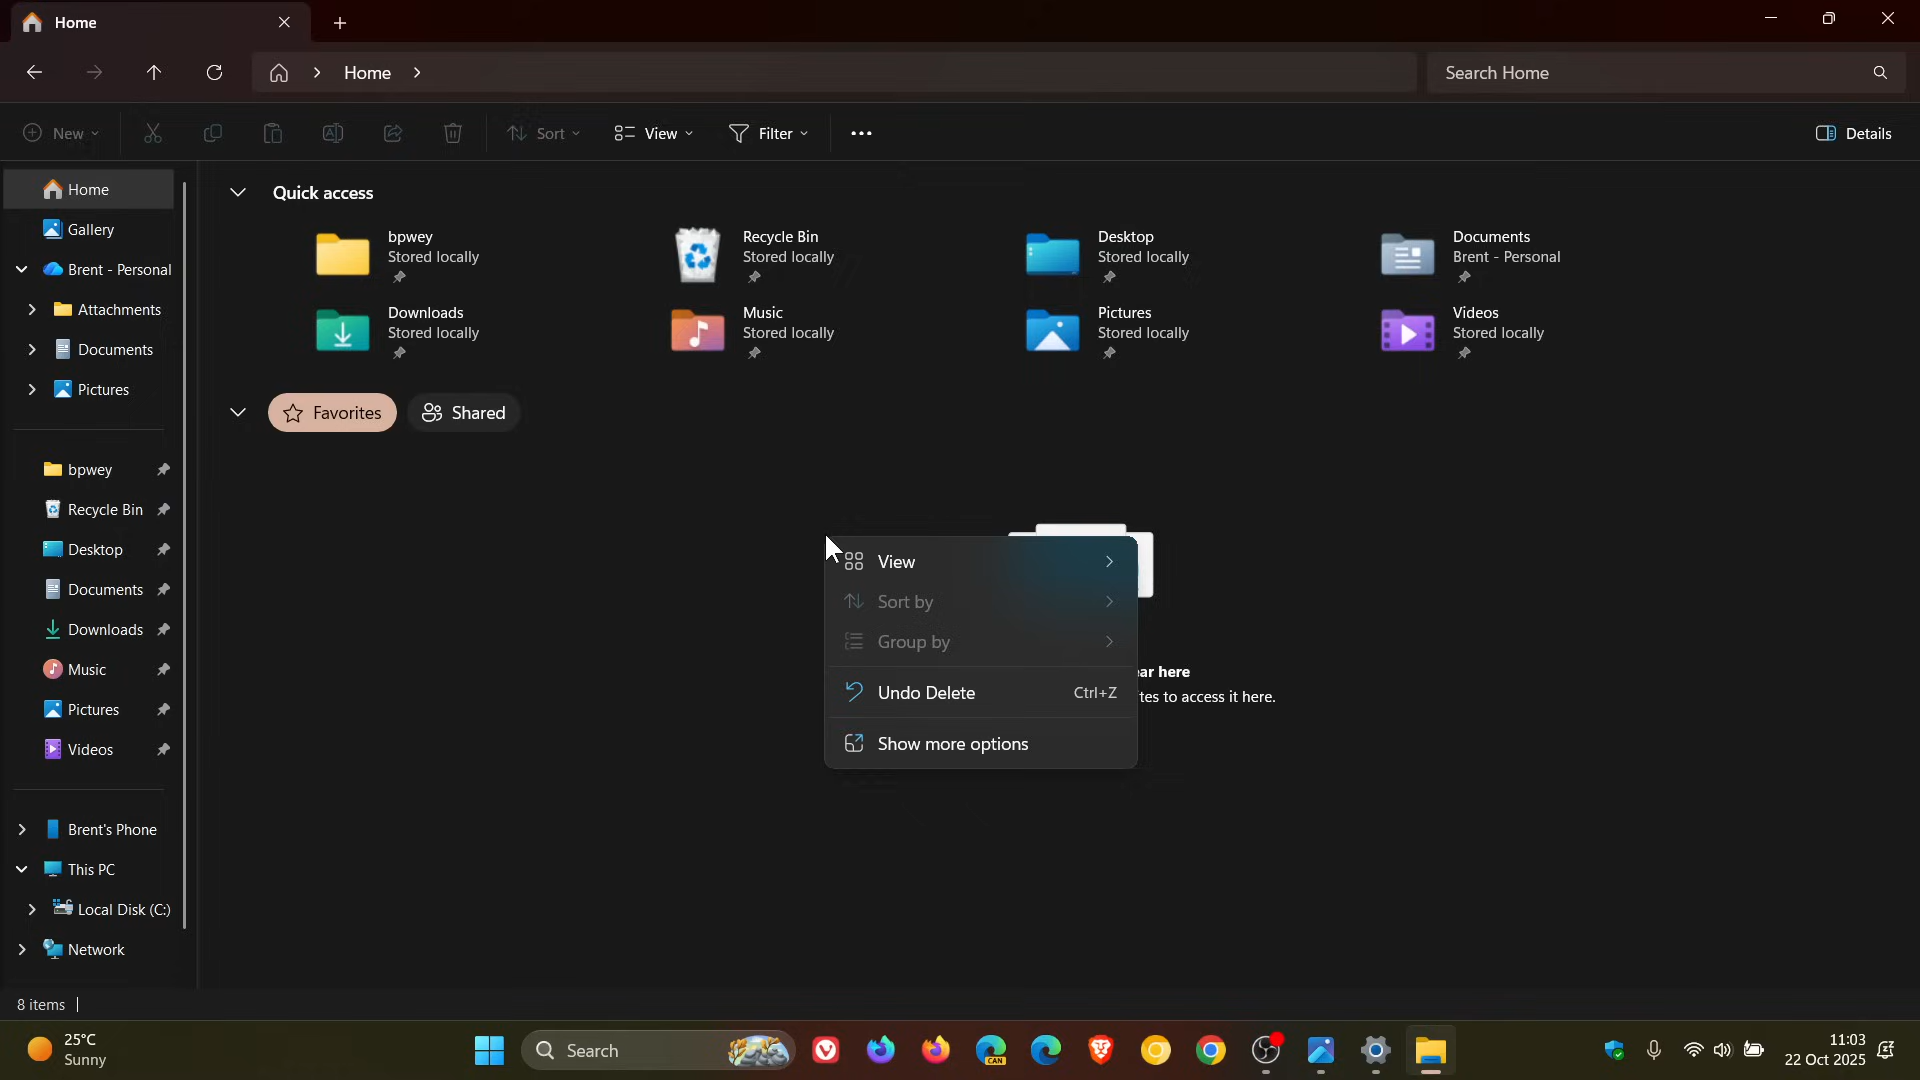 Home
Home
Search Home
New
Sort
View
Filter
Details
Home
Gallery
Brent - Personal
Attachments
Documents
Pictures
bpwey
Recycle Bin
Desktop
Documents
Downloads
Music
Pictures
Videos
Brent's Phone
This PC
Local Disk (C:)
Network
Quick access
bpwey
Stored locally
Recycle Bin
Stored locally
Desktop
Stored locally
Documents
Brent - Personal
Downloads
Stored locally
Music
Stored locally
Pictures
Stored locally
Videos
Stored locally
Favorites
Shared
View
Sort by
Group by
Undo Delete Ctrl+Z
Show more options
ar here
to access it here.
8 items
25°C
Sunny
Search
CAN
11:03
22 Oct 2025